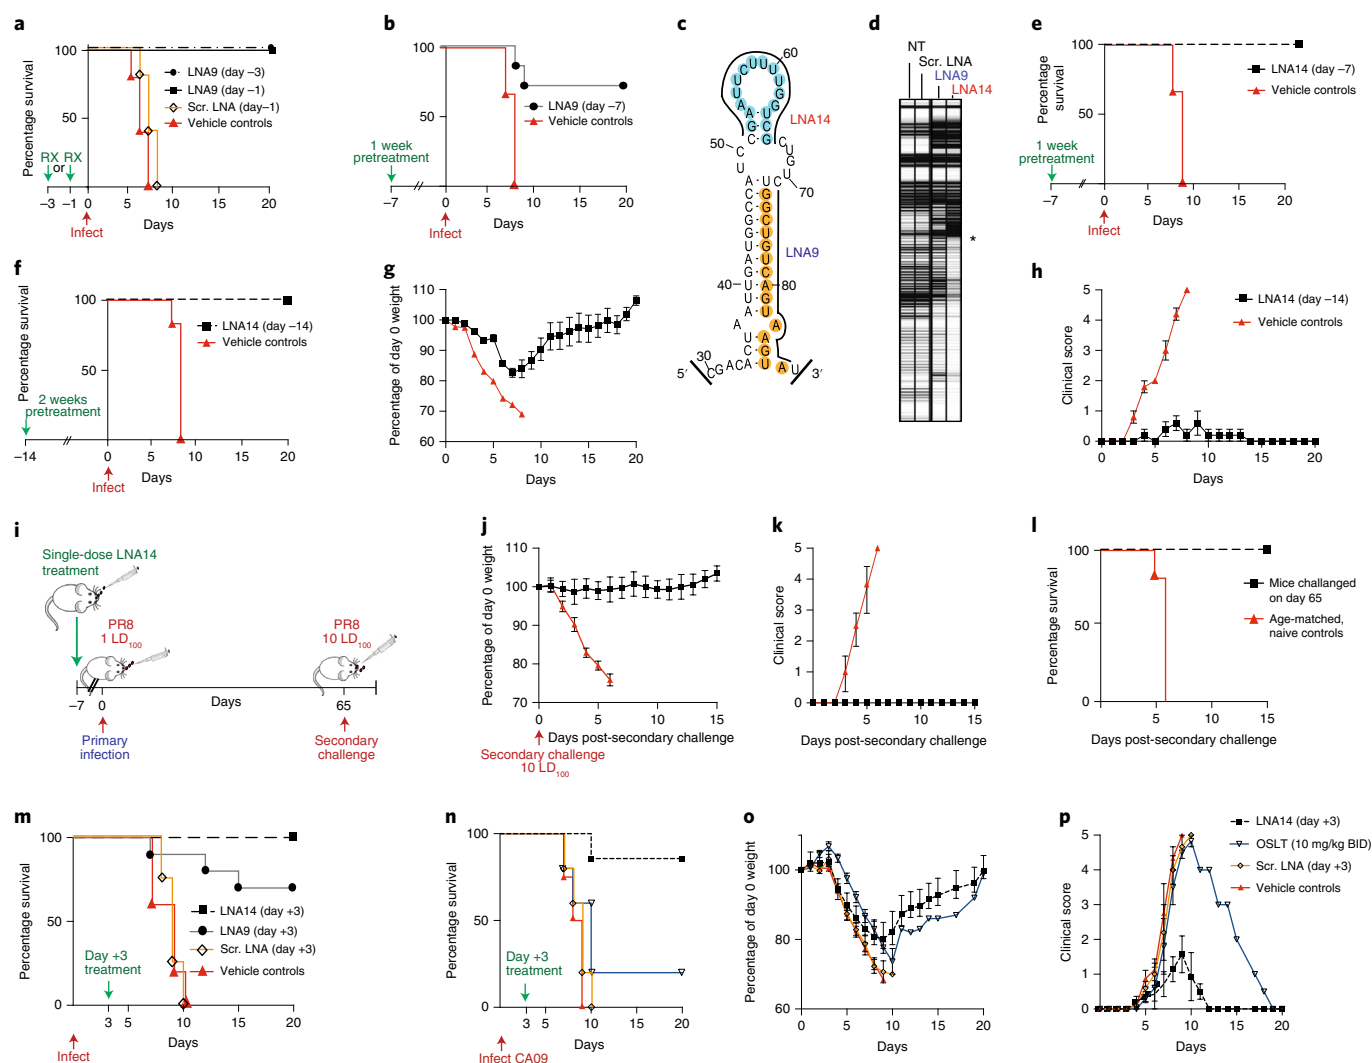 a
100
50
Percentage survival
LNA9 (day –3)
LNA9 (day –1)
Scr. LNA (day–1)
Vehicle controls
RX or RX
–3 –1 0 5 10 20
Infect
Days
b
100
50
LNA9 (day –7)
Vehicle controls
1 week
pretreatment
–7 0 5 10 15 20
Infect
Days
c
60
50
70
40
80
30
LNA14
LNA9
5′
3′
d
NT
Scr. LNA
LNA9
LNA14
*
e
100
50
Percentage
survival
LNA14 (day –7)
Vehicle controls
1 week
pretreatment
–7 0 5 10 15 20
Infect
Days
f
100
50
0
Percentage survival
LNA14 (day –14)
Vehicle controls
2 weeks
pretreatment
–14 0 5 10 15 20
Infect
Days
g
110
100
90
80
70
60
Percentage of day 0 weight
0 5 10 15 20
Days
h
5
4
3
2
1
0
Clinical score
LNA14 (day –14)
Vehicle controls
0 5 10 15 20
Days
i
Single-dose LNA14
treatment
PR8
1 LD100
PR8
10 LD100
–7 0 Days 65
Primary
infection
Secondary
challenge
j
110
100
90
80
70
Percentage of day 0 weight
0 5 10 15
Days post-secondary challenge
Secondary challenge
10 LD100
k
5
4
3
2
1
0
Clinical score
5 10 15
Days post-secondary challenge
l
100
50
0
Percentage survival
Mice challanged
on day 65
Age-matched,
naive controls
5 10 15
Days post-secondary challenge
m
100
50
0
Percentage survival
LNA14 (day +3)
LNA9 (day +3)
Scr. LNA (day +3)
Vehicle controls
Day +3
treatment
3 5 10 15 20
Infect
Days
n
100
50
0
Percentage survival
Day +3
treatment
3 5 10 15 20
Infect CA09
Days
o
100
80
60
Percentage of day 0 weight
0 5 10 15 20
Days
p
5
4
3
2
1
0
Clinical score
LNA14 (day +3)
OSLT (10 mg/kg BID)
Scr. LNA (day +3)
Vehicle controls
5 10 15 20
Days